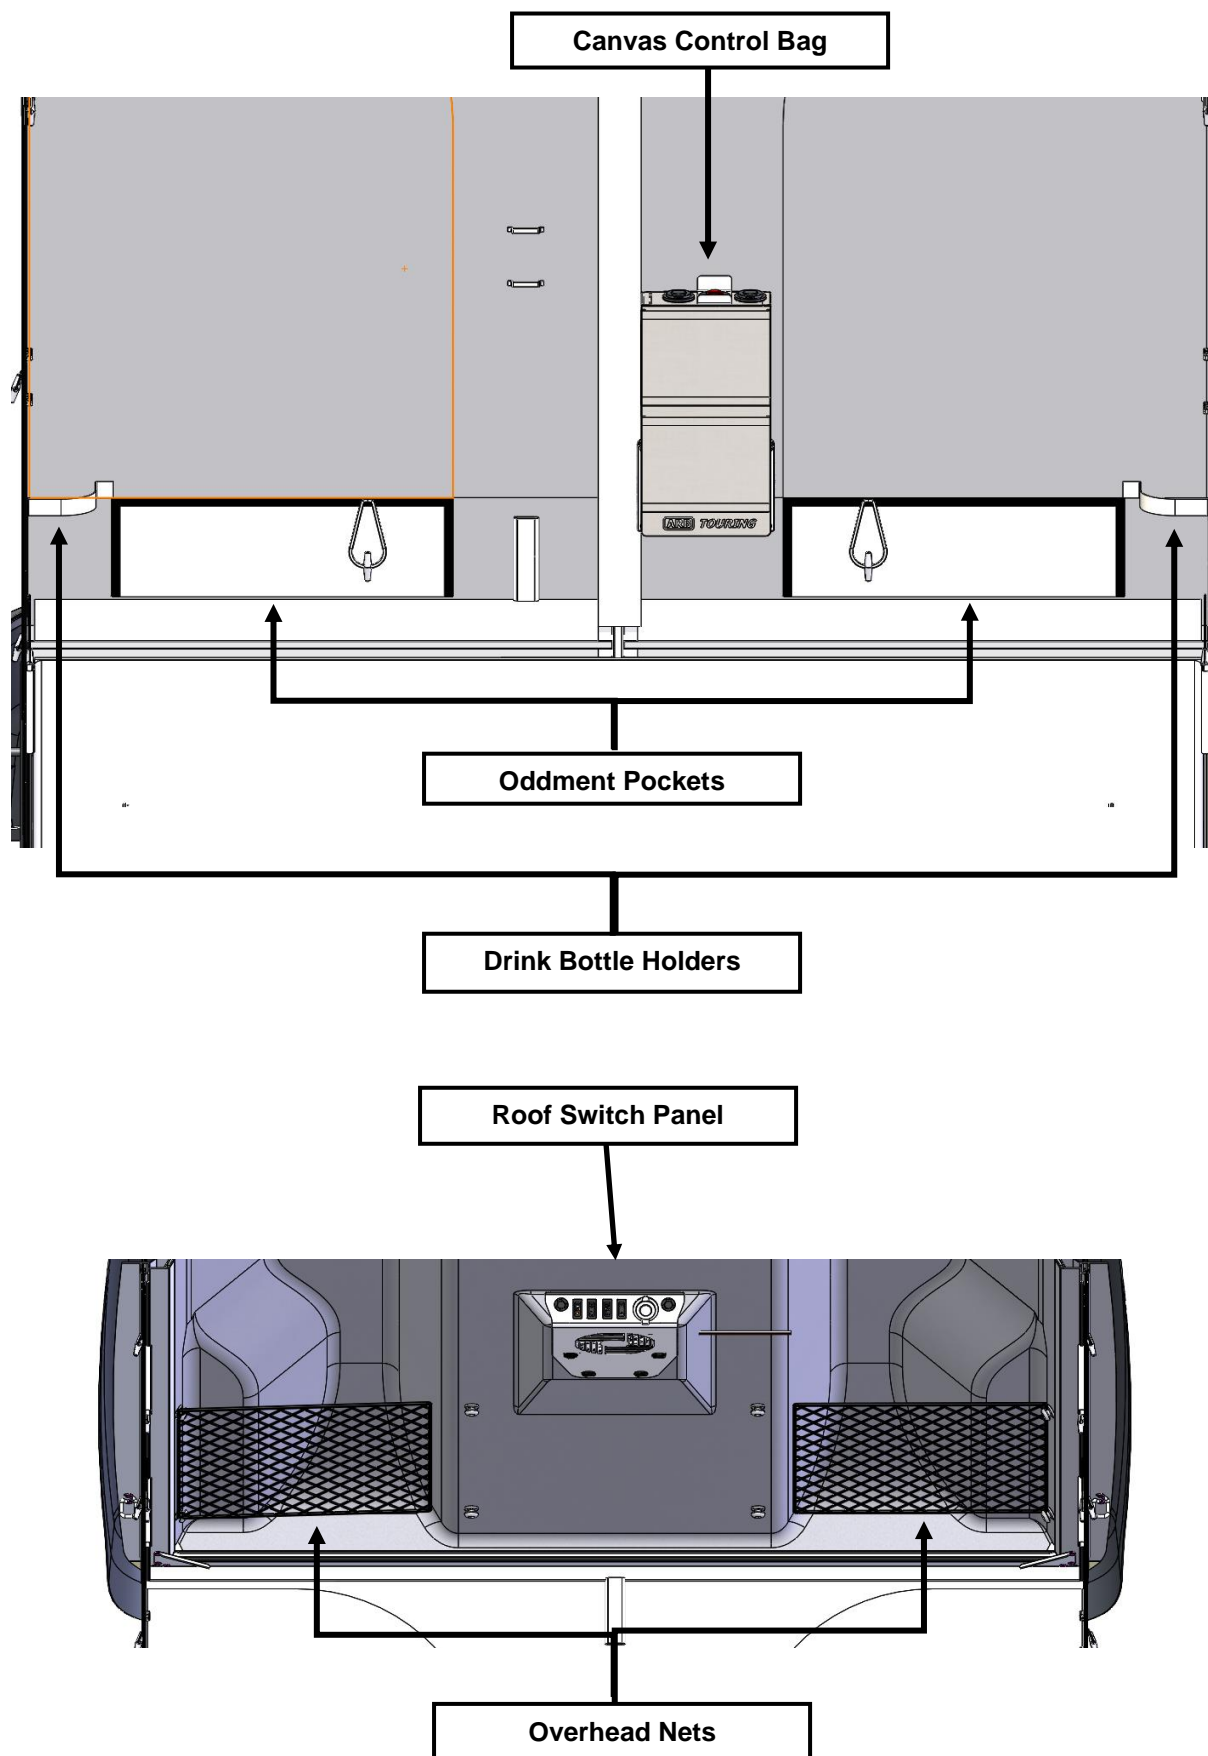 Canvas Control Bag
ARB TOURING
Oddment Pockets
Drink Bottle Holders
Roof Switch Panel
Overhead Nets